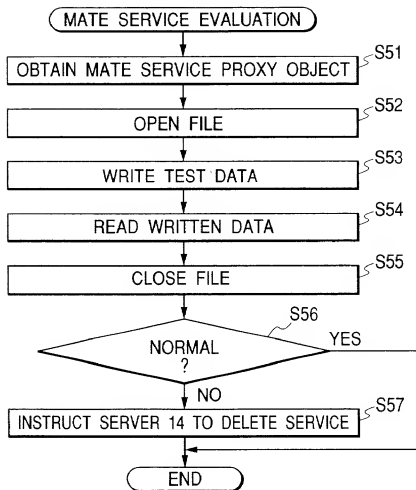 MATE SERVICE EVALUATION
S51
OBTAIN MATE SERVICE PROXY OBJECT
S52
OPEN FILE
S53
WRITE TEST DATA
S54
READ WRITTEN DATA
S55
CLOSE FILE
S56
NORMAL
?
YES
NO
S57
INSTRUCT SERVER 14 TO DELETE SERVICE
END